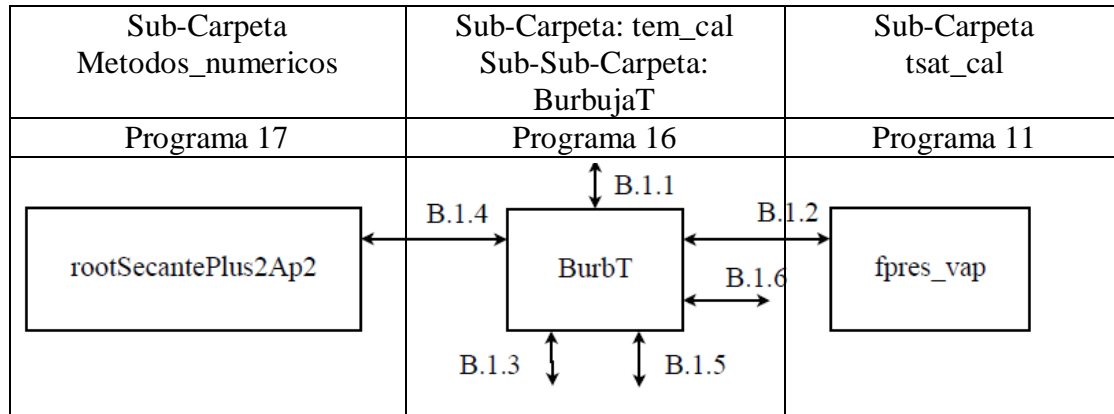 Sub-Carpeta
Metodos_numericos
Sub-Carpeta: tem_cal
Sub-Sub-Carpeta:
BurbujaT
Sub-Carpeta
tsat_cal
Programa 17
Programa 16
Programa 11
B.1.1
B.1.4
B.1.2
rootSecantePlus2Ap2
BurbT
fpres_vap
B.1.6
B.1.3
B.1.5